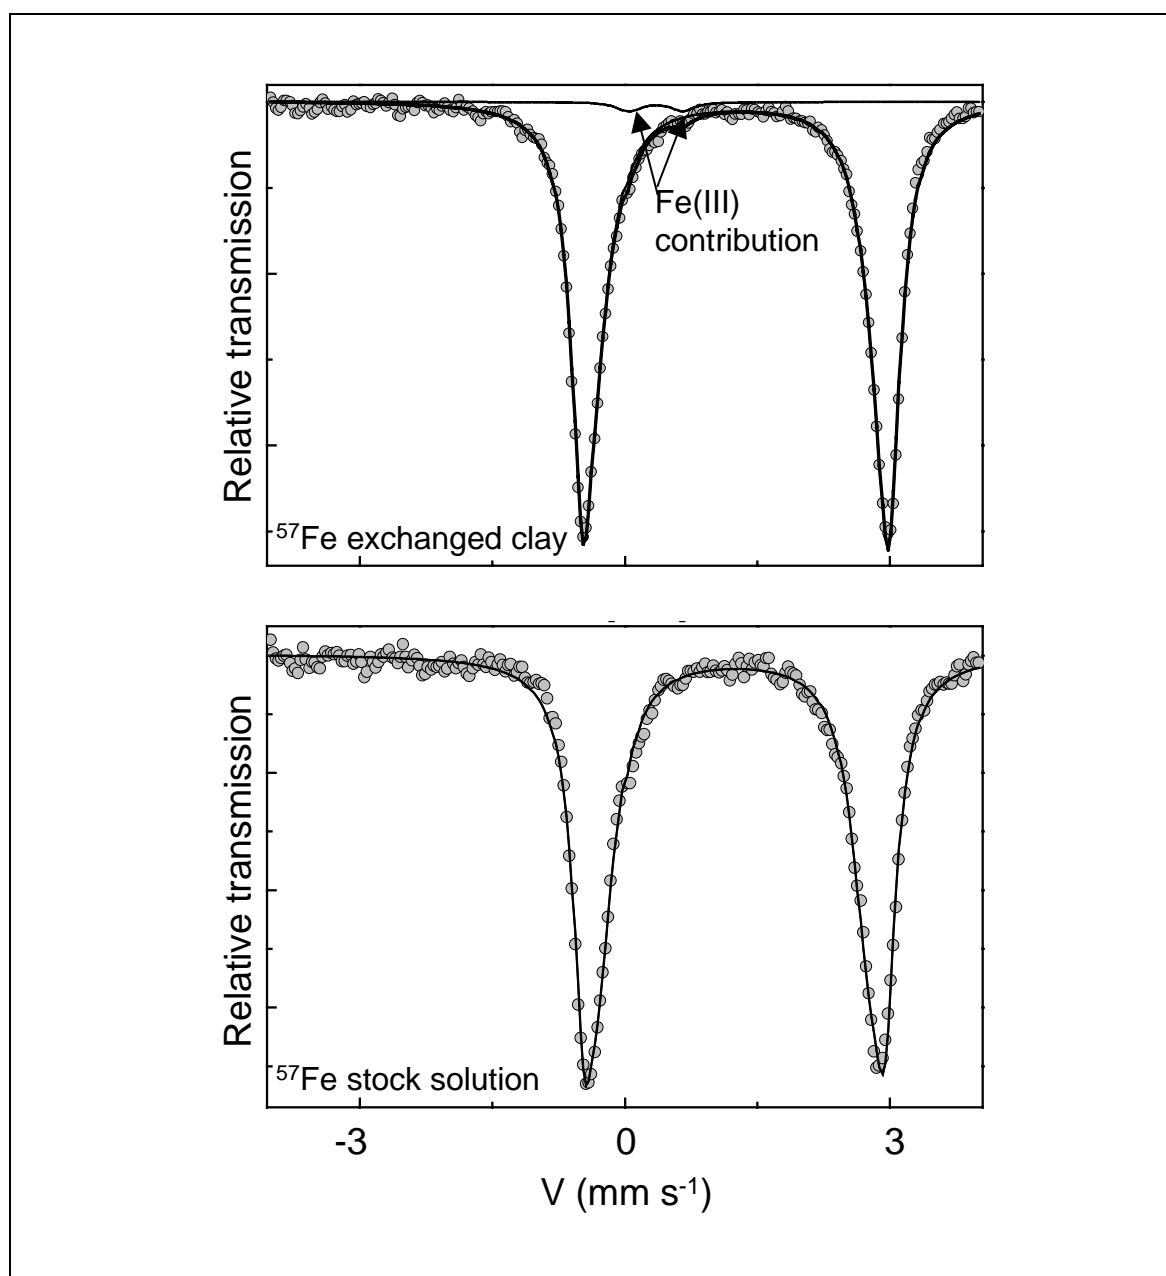 Relative transmission
Fe(III)
contribution
⁵⁷Fe exchanged clay
Relative transmission
⁵⁷Fe stock solution
-3 0 3
V (mm s⁻¹)